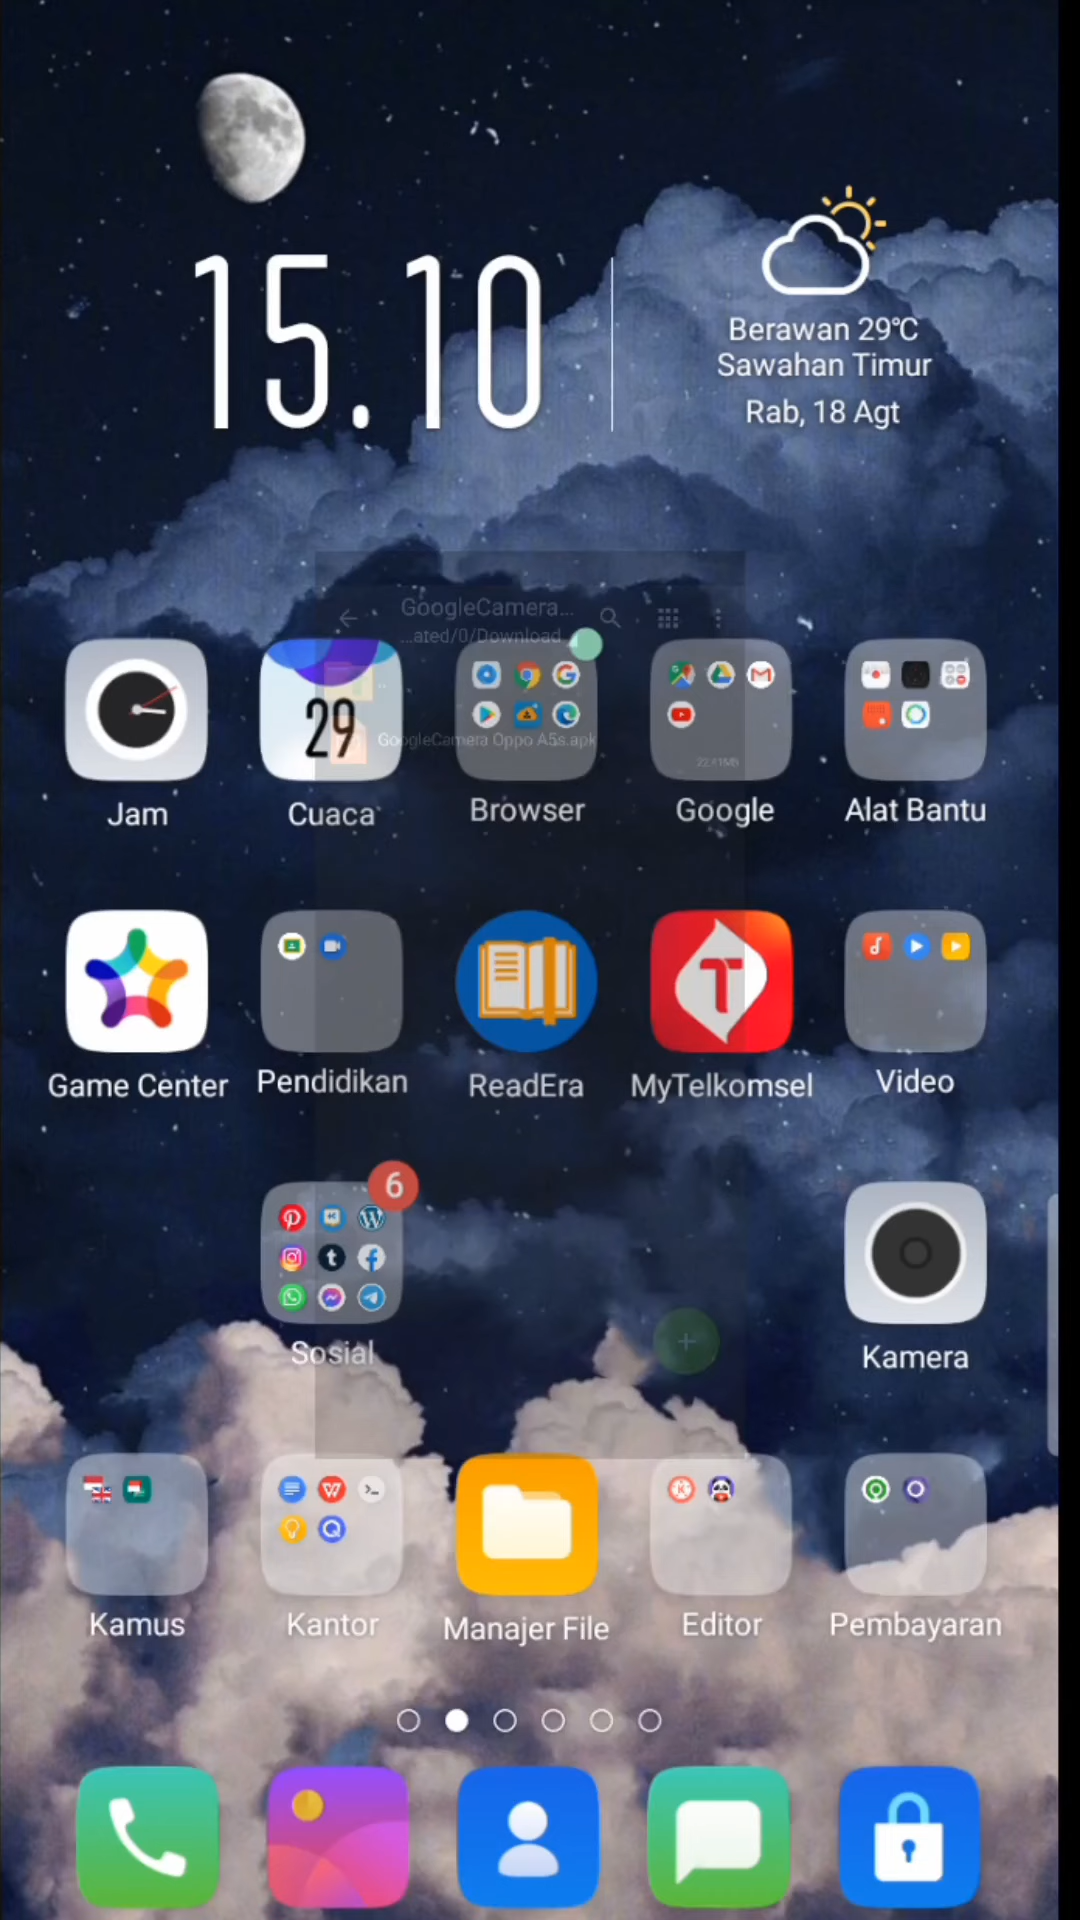 15.10
Berawan 29°C
Sawahan Timur
Rab, 18 Agt
GoogleCamera...
...ated/0/Download
29
GoogleCamera Oppo A5s.apk
22.41MB
Jam
Cuaca
Browser
Google
Alat Bantu
Game Center
Pendidikan
ReadEra
MyTelkomsel
Video
6
Sosial
Kamera
Kamus
Kantor
Manajer File
Editor
Pembayaran